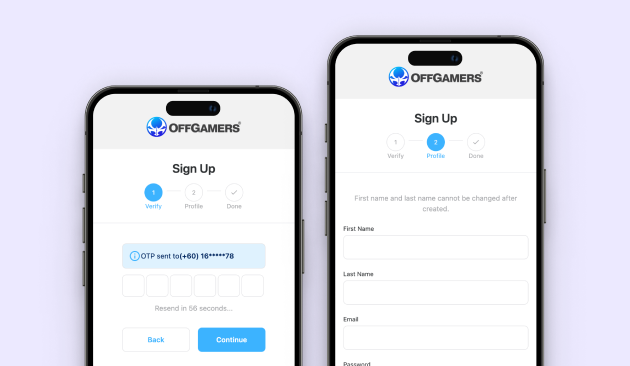 OFFGAMERS®
Sign Up
1
2
Verify
Profile
Done
OTP sent to(+60) 16*****78
Resend in 56 seconds...
Back
Continue
OFFGAMERS®
Sign Up
1
2
Verify
Profile
Done
First name and last name cannot be changed after
created.
First Name
Last Name
Email
Password